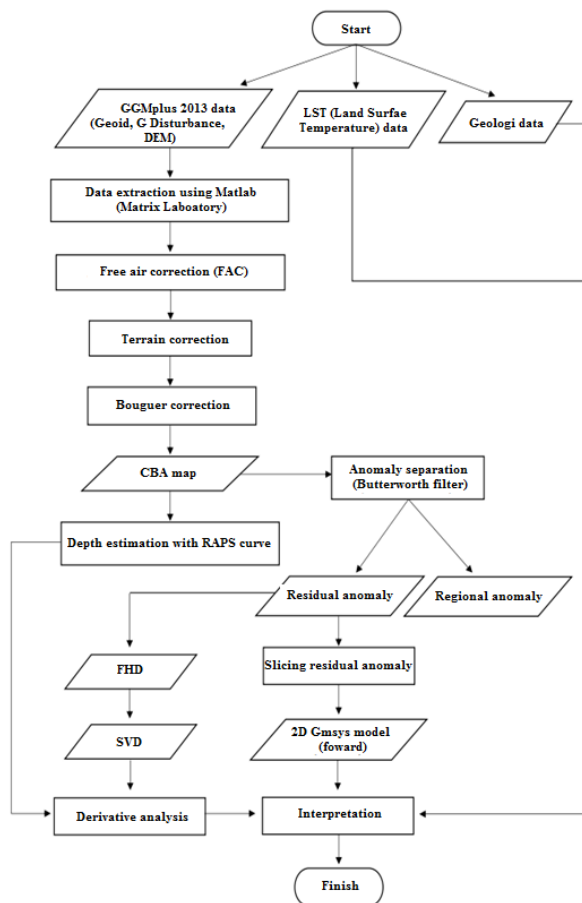 Start
GGMplus 2013 data
(Geoid, G Disturbance,
DEM)
LST (Land Surfae
Temperature) data
Geologi data
Data extraction using Matlab
(Matrix Laboatory)
Free air correction (FAC)
Terrain correction
Bouguer correction
CBA map
Anomaly separation
(Butterworth filter)
Depth estimation with RAPS curve
Residual anomaly
Regional anomaly
FHD
Slicing residual anomaly
SVD
2D Gmsys model
(foward)
Derivative analysis
Interpretation
Finish